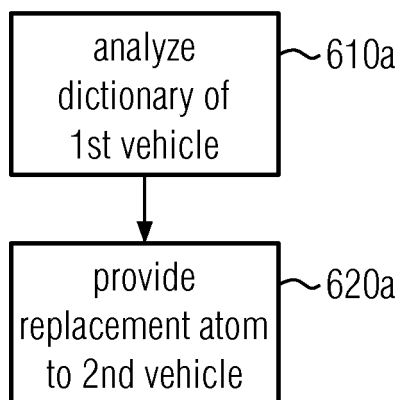 analyze
dictionary of
1st vehicle
610a
provide
replacement atom
to 2nd vehicle
620a